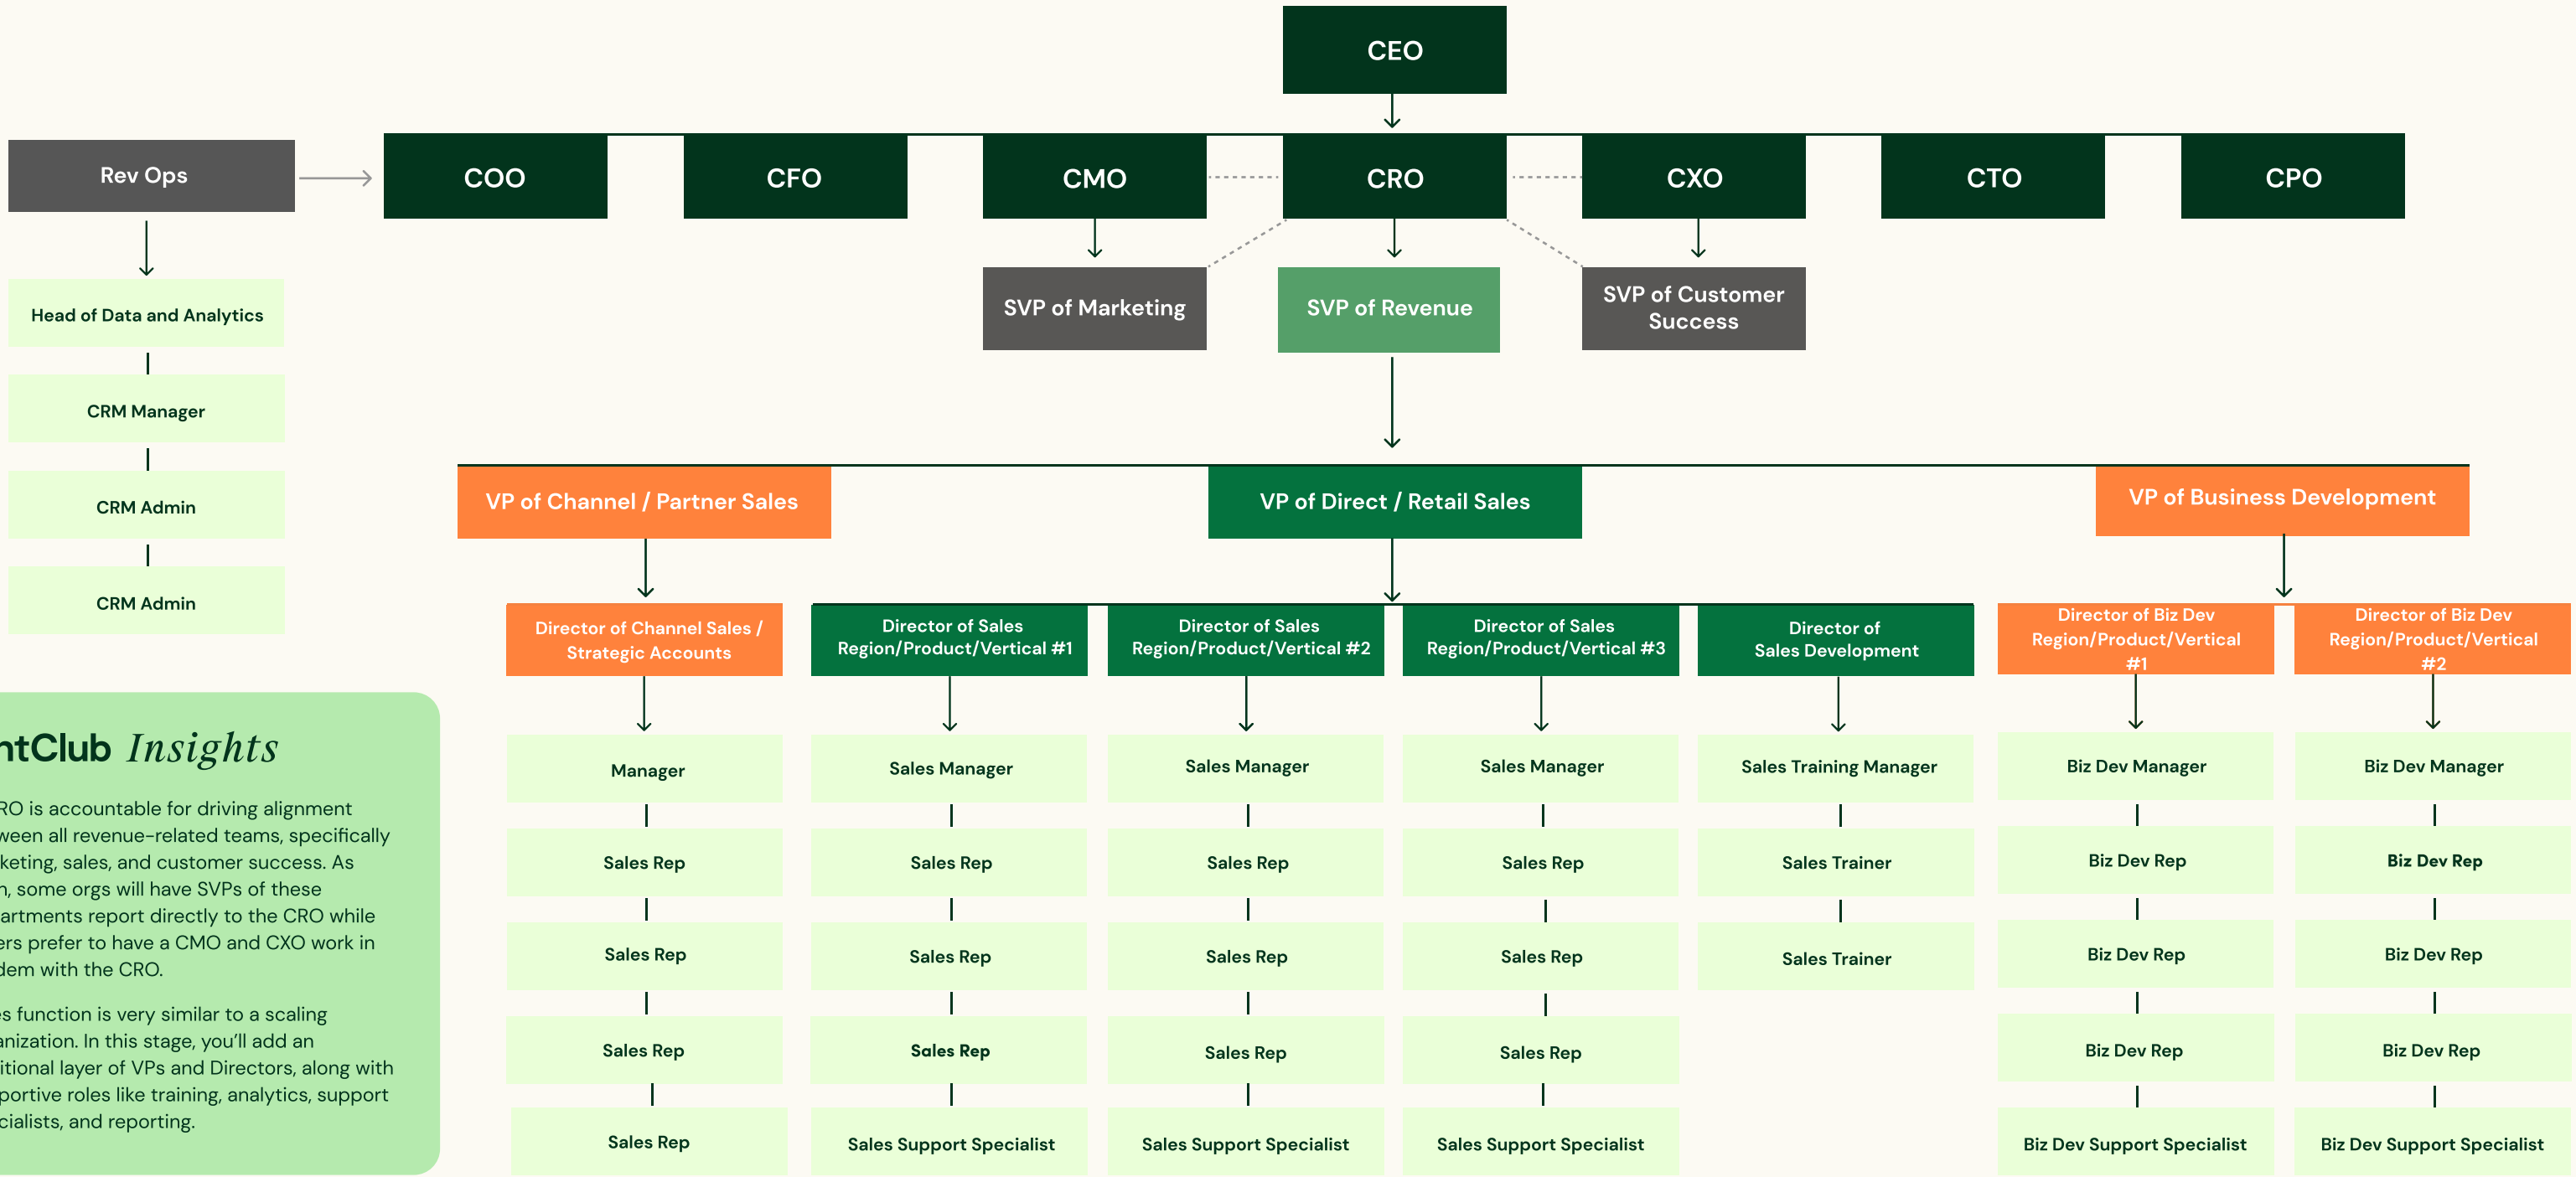 CEO
Rev Ops
COO
CFO
CMO
CRO
CXO
CTO
CPO
SVP of Marketing
SVP of Revenue
SVP of Customer
Success
Head of Data and Analytics
CRM Manager
CRM Admin
CRM Admin
VP of Channel / Partner Sales
VP of Direct / Retail Sales
VP of Business Development
Director of Channel Sales /
Strategic Accounts
Director of Sales
Region/Product/Vertical #1
Director of Sales
Region/Product/Vertical #2
Director of Sales
Region/Product/Vertical #3
Director of
Sales Development
Director of Biz Dev
Region/Product/Vertical
#1
Director of Biz Dev
Region/Product/Vertical
#2
Manager
Sales Rep
Sales Rep
Sales Rep
Sales Rep
Sales Manager
Sales Rep
Sales Rep
Sales Rep
Sales Support Specialist
Sales Manager
Sales Rep
Sales Rep
Sales Rep
Sales Support Specialist
Sales Manager
Sales Rep
Sales Rep
Sales Rep
Sales Support Specialist
Sales Training Manager
Sales Trainer
Sales Trainer
Biz Dev Manager
Biz Dev Rep
Biz Dev Rep
Biz Dev Rep
Biz Dev Support Specialist
Biz Dev Manager
Biz Dev Rep
Biz Dev Rep
Biz Dev Rep
Biz Dev Support Specialist
ntClub Insights
RO is accountable for driving alignment
ween all revenue-related teams, specifically
keting, sales, and customer success. As
h, some orgs will have SVPs of these
artments report directly to the CRO while
ers prefer to have a CMO and CXO work in
dem with the CRO.
es function is very similar to a scaling
anization. In this stage, you'll add an
itional layer of VPs and Directors, along with
portive roles like training, analytics, support
cialists, and reporting.